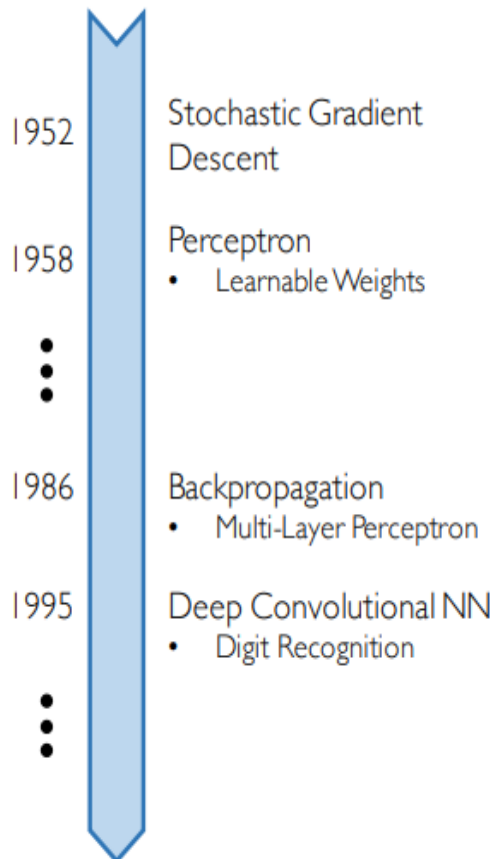 1952
Stochastic Gradient
Descent
1958
Perceptron
• Learnable Weights
1986
Backpropagation
• Multi-Layer Perceptron
1995
Deep Convolutional NN
• Digit Recognition